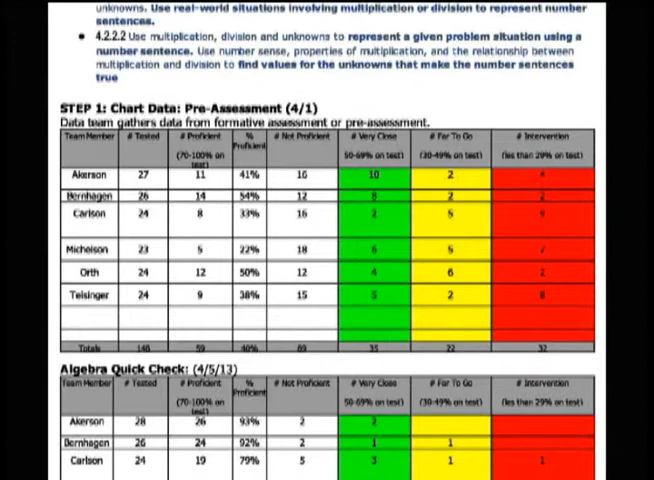 unknowns. Use real-world situations involving multiplication or division to represent number
sentences.
• 4.2.2.2 Use multiplication, division and unknowns to represent a given problem situation using a
number sentence. Use number sense, properties of multiplication, and the relationship between
multiplication and division to find values for the unknowns that make the number sentences
true
STEP 1: Chart Data: Pre-Assessment (4/1)
Data team gathers data from formative assessment or pre-assessment.
Team Member # Tested # Proficient (70-100% on test) % Proficient # Not Proficient # Very Close 50-69% on test) # Far To Go (30-49% on test) # Intervention (less than 29% on test)
Akerson 27 11 41% 16 10 2
Bernhagen 26 14 54% 12 8 2 2
Carlson 24 8 33% 16 2 5 9
Michelson 23 5 22% 18 6 5 7
Orth 24 12 50% 12 4 6 2
Telsinger 24 9 38% 15 5 2 8
Totals 148 59 40% 89 35 22 32
Algebra Quick Check: (4/5/13)
Team Member # Tested # Proficient (70-100% on test) % Proficient # Not Proficient # Very Close 50-69% on test) # Far To Go (30-49% on test) # Intervention (less than 29% on test)
Akerson 28 26 93% 2 2
Bernhagen 26 24 92% 2 1 1
Carlson 24 19 79% 5 3 1 1